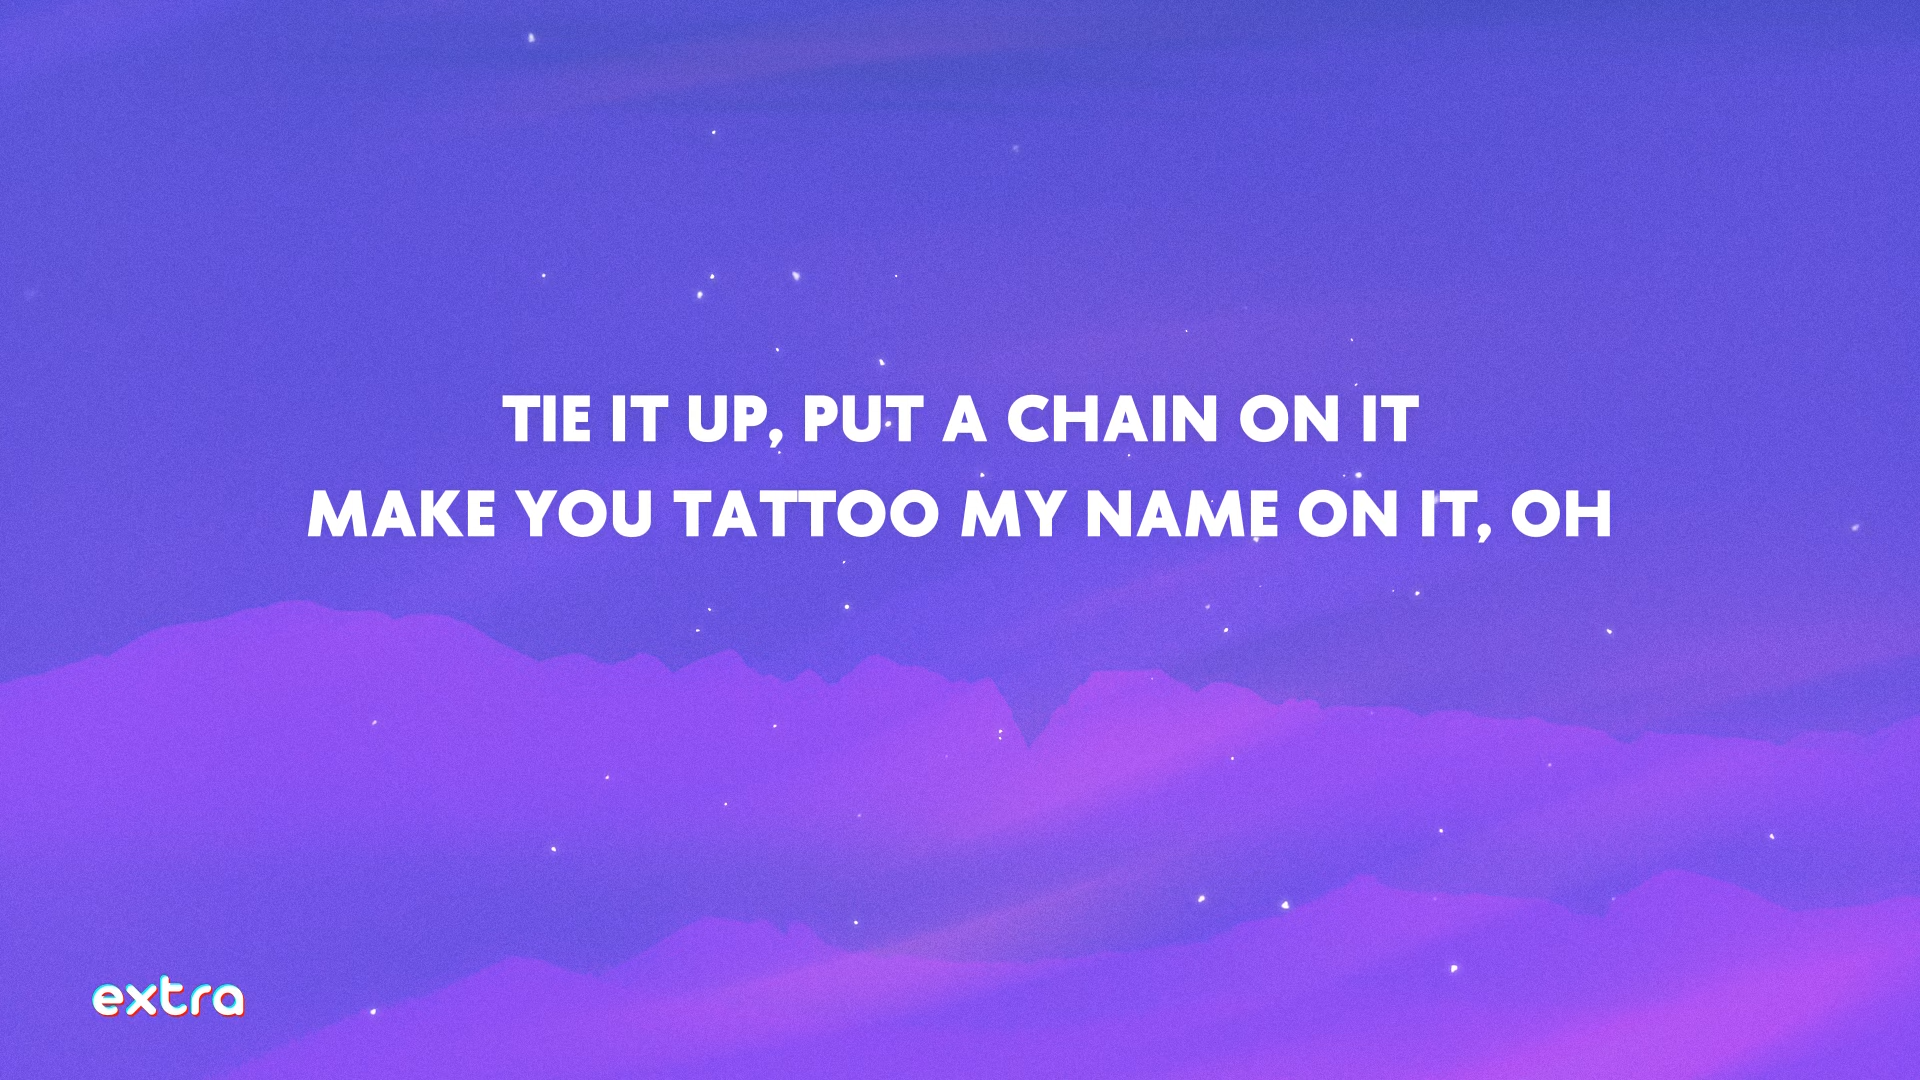 TIE IT UP, PUT A CHAIN ON IT
MAKE YOU TATTOO MY NAME ON IT, OH
extra